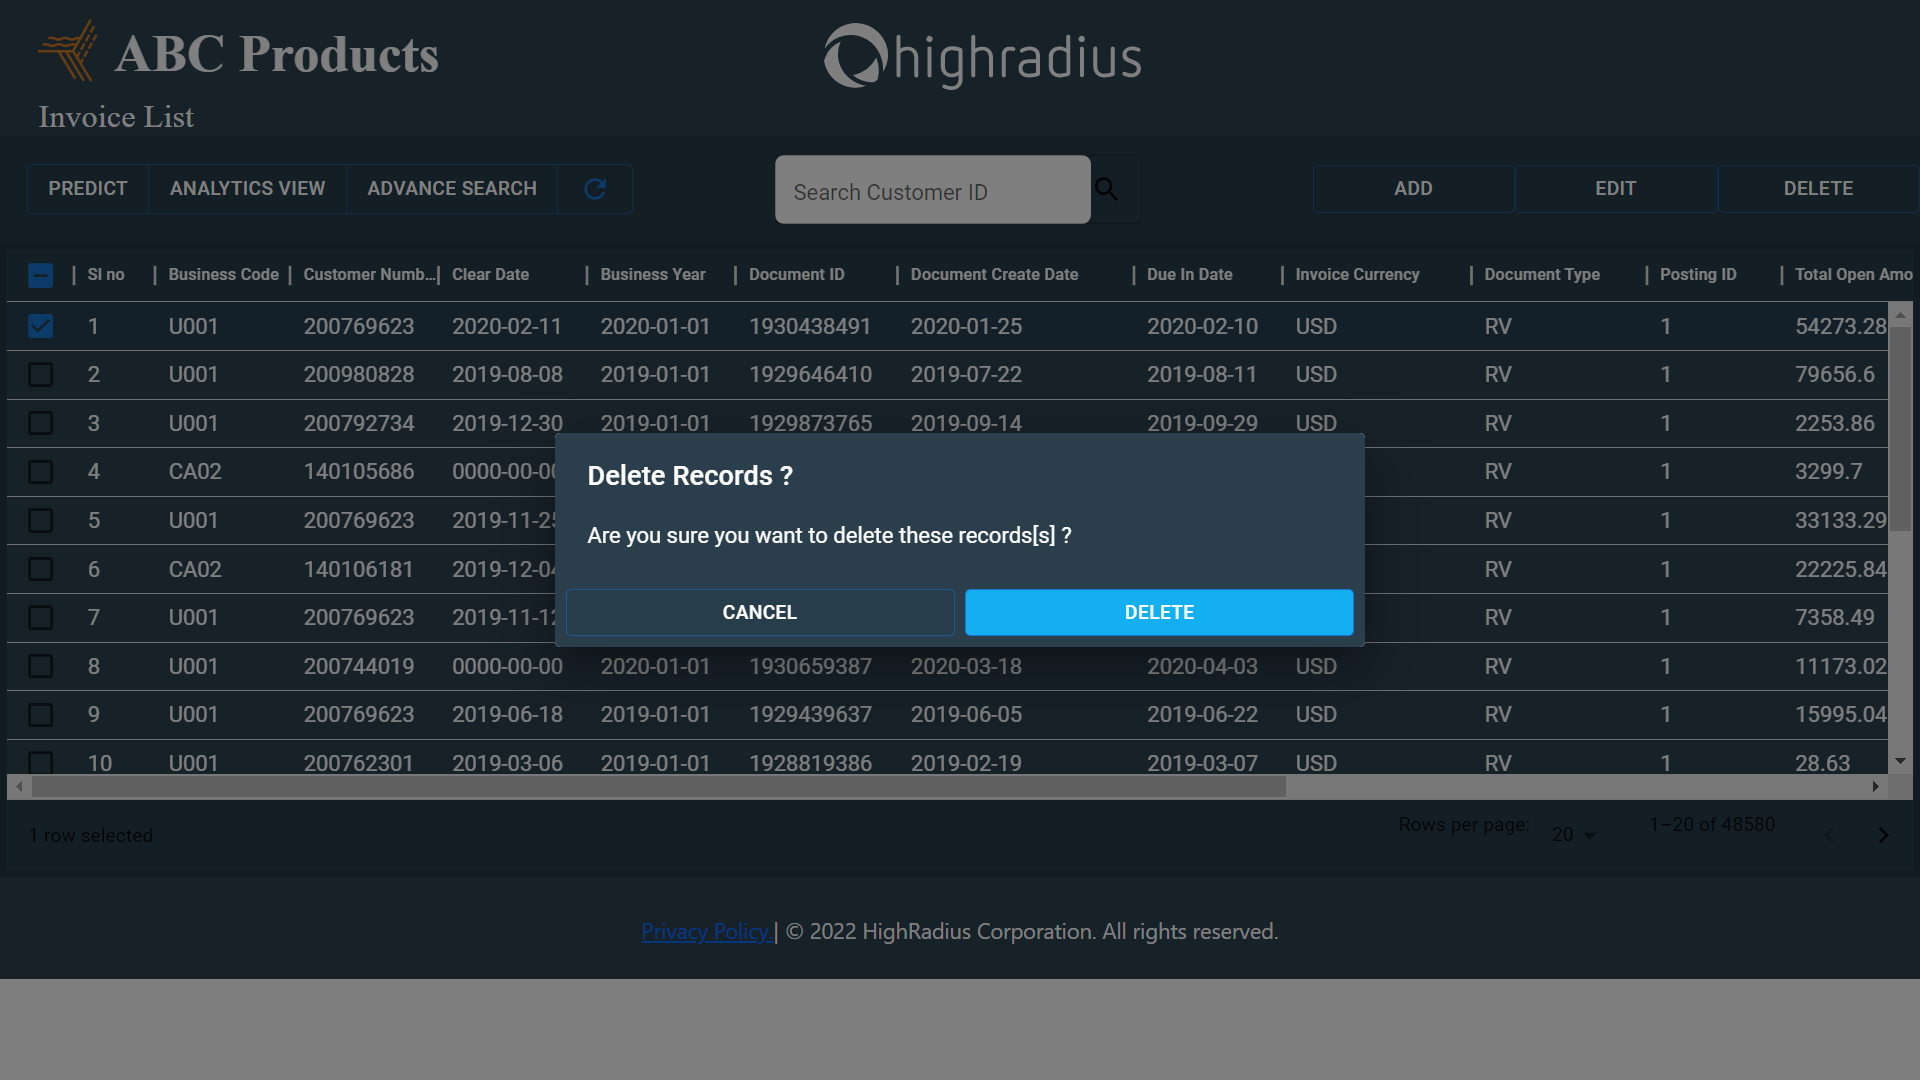 ABC Products
highradius
Invoice List
PREDICT ANALYTICS VIEW ADVANCE SEARCH Search Customer ID ADD EDIT DELETE
Sl no Business Code Customer Numb... Clear Date Business Year Document ID Document Create Date Due In Date Invoice Currency Document Type Posting ID Total Open Amo
1 U001 200769623 2020-02-11 2020-01-01 1930438491 2020-01-25 2020-02-10 USD RV 1 54273.28
2 U001 200980828 2019-08-08 2019-01-01 1929646410 2019-07-22 2019-08-11 USD RV 1 79656.6
3 U001 200792734 2019-12-30 2019-01-01 1929873765 2019-09-14 2019-09-29 USD RV 1 2253.86
4 CA02 140105686 0000-00-00 RV 1 3299.7
Delete Records ?
5 U001 200769623 2019-11-25 RV 1 33133.29
Are you sure you want to delete these records[s] ?
6 CA02 140106181 2019-12-04 RV 1 22225.84
7 U001 200769623 2019-11-12 RV 1 7358.49
CANCEL DELETE
8 U001 200744019 0000-00-00 2020-01-01 1930659387 2020-03-18 2020-04-03 USD RV 1 11173.02
9 U001 200769623 2019-06-18 2019-01-01 1929439637 2019-06-05 2019-06-22 USD RV 1 15995.04
10 U001 200762301 2019-03-06 2019-01-01 1928819386 2019-02-19 2019-03-07 USD RV 1 28.63
1 row selected Rows per page: 20 1–20 of 48580
Privacy Policy | © 2022 HighRadius Corporation. All rights reserved.